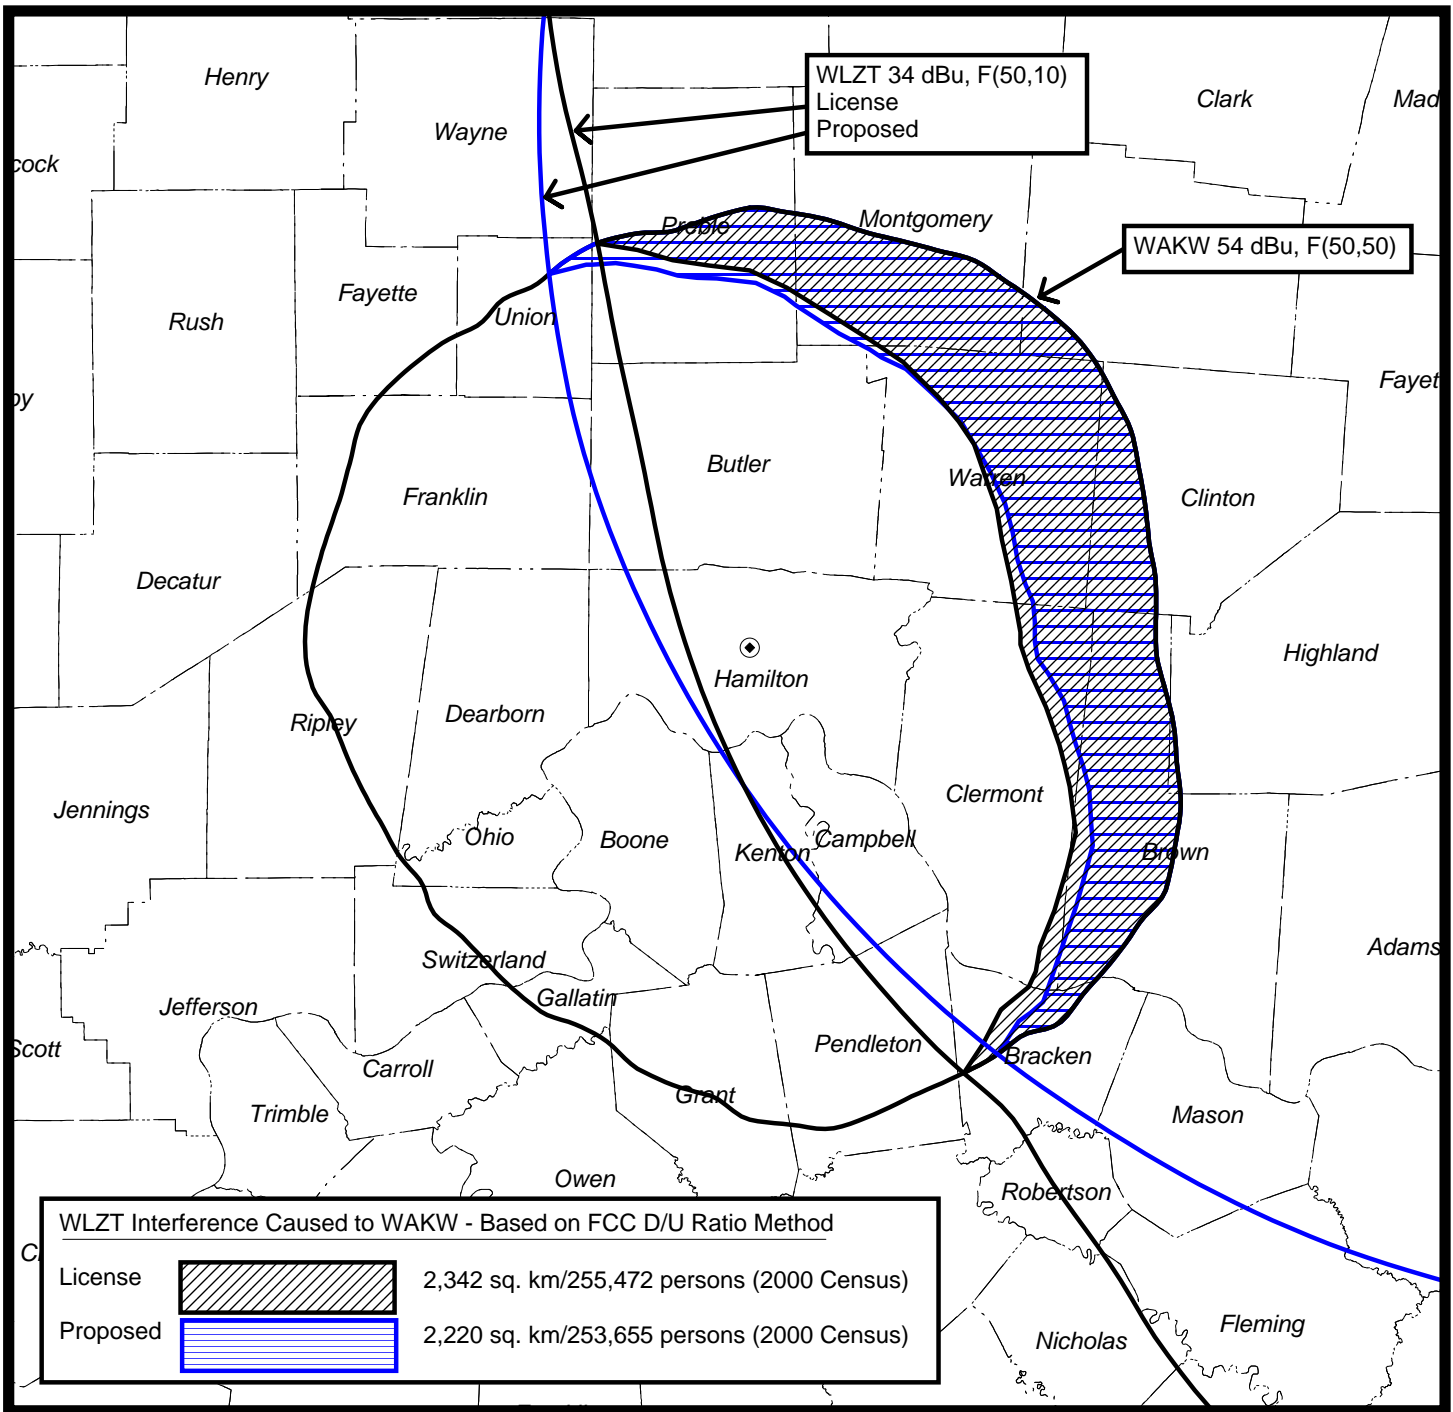 Henry
WLZT 34 dBu, F(50,10)
License
Proposed
Clark
Mad
Wayne
cock
Preble
Montgomery
WAKW 54 dBu, F(50,50)
Fayette
Union
Rush
Fayet
by
Butler
Warren
Franklin
Clinton
Decatur
Hamilton
Highland
Dearborn
Ripley
Jennings
Clermont
Ohio
Boone
Kenton
Campbell
Brown
Switzerland
Adams
Gallatin
Jefferson
Scott
Carroll
Pendleton
Bracken
Grant
Trimble
Mason
Owen
Robertson
WLZT Interference Caused to WAKW - Based on FCC D/U Ratio Method
License 2,342 sq. km/255,472 persons (2000 Census)
Proposed 2,220 sq. km/253,655 persons (2000 Census)
Nicholas
Fleming